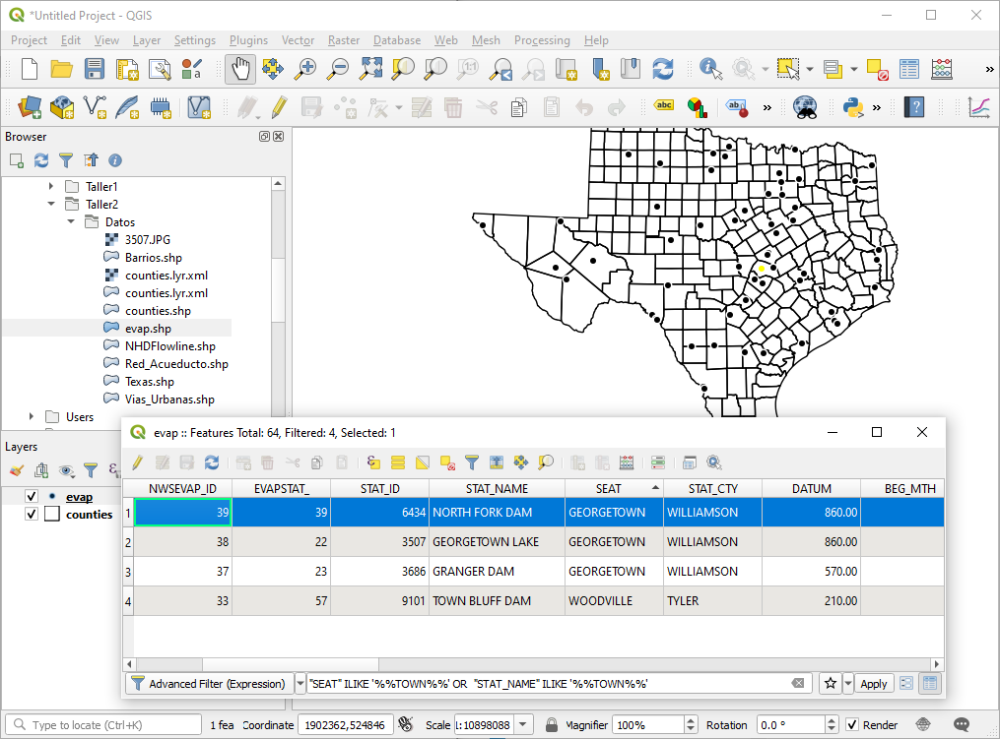 *Untitled Project - QGIS
Project Edit View Layer Settings Plugins Vector Raster Database Web Mesh Processing Help
1:1
»
abc
ab
»
»
?
Browser
Taller1
Taller2
Datos
3507.JPG
Barrios.shp
counties.lyr.xml
counties.lyr.xml
counties.shp
evap.shp
NHDFlowline.shp
Red_Acueducto.shp
Texas.shp
Vias_Urbanas.shp
Users
Layers
evap
counties
evap :: Features Total: 64, Filtered: 4, Selected: 1
NWSEVAP_ID EVAPSTAT_ STAT_ID STAT_NAME SEAT STAT_CTY DATUM BEG_MTH
1 39 39 6434 NORTH FORK DAM GEORGETOWN WILLIAMSON 860.00
2 38 22 3507 GEORGETOWN LAKE GEORGETOWN WILLIAMSON 860.00
3 37 23 3686 GRANGER DAM GEORGETOWN WILLIAMSON 570.00
4 33 57 9101 TOWN BLUFF DAM WOODVILLE TYLER 210.00
Advanced Filter (Expression) "SEAT" ILIKE '%%TOWN%%' OR "STAT_NAME" ILIKE '%%TOWN%%' Apply
Type to locate (Ctrl+K) 1 fea Coordinate 1902362,524846 Scale 1:10898088 Magnifier 100% Rotation 0.0 ° Render